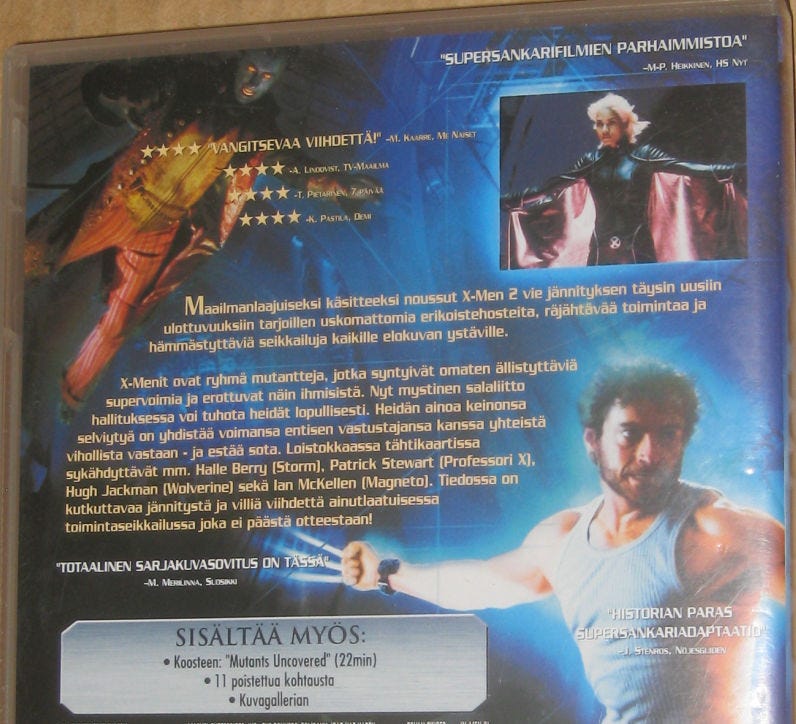 "SUPERSANKARIFILMIEN PARHAIMMISTOA"
-M-P. HEIKKINEN, HS NYT
"VANGITSEVAA VIIHDETTÄ!" -M. KAARRE, ME NAISET
-A. LINDQVIST, TV-MAAILMA
-T. PIETARINEN, 7 PÄIVÄÄ
-K. PASTILA, DEMI
Maailmanlaajuiseksi käsitteeksi noussut X-Men 2 vie jännityksen täysin uusiin
ulottuvuuksiin tarjoillen uskomattomia erikoistehosteita, räjähtävää toimintaa ja
hämmästyttäviä seikkailuja kaikille elokuvan ystäville.
X-Menit ovat ryhmä mutantteja, jotka syntyivät omaten ällistyttäviä
supervoimia ja erottuvat näin ihmisistä. Nyt mystinen salaliitto
hallituksessa voi tuhota heidät lopullisesti. Heidän ainoa keinonsa
selviytyä on yhdistää voimansa entisen vastustajansa kanssa yhteistä
vihollista vastaan - ja estää sota. Loistokkaassa tähtikaartissa
sykähdyttävät mm. Halle Berry (Storm), Patrick Stewart (Professori X),
Hugh Jackman (Wolverine) sekä Ian McKellen (Magneto). Tiedossa on
kutkuttavaa jännitystä ja villiä viihdettä ainutlaatuisessa
toimintaseikkailussa joka ei päästä otteestaan!
"TOTAALINEN SARJAKUVASOVITUS ON TÄSSÄ"
-M. MERILINNA, SUOSIKKI
"HISTORIAN PARAS
SUPERSANKARIADAPTAATIO"
-J. STENROS, NÖJESGUIDEN
SISÄLTÄÄ MYÖS:
• Koosteen: "Mutants Uncovered" (22min)
• 11 poistettua kohtausta
• Kuvagallerian